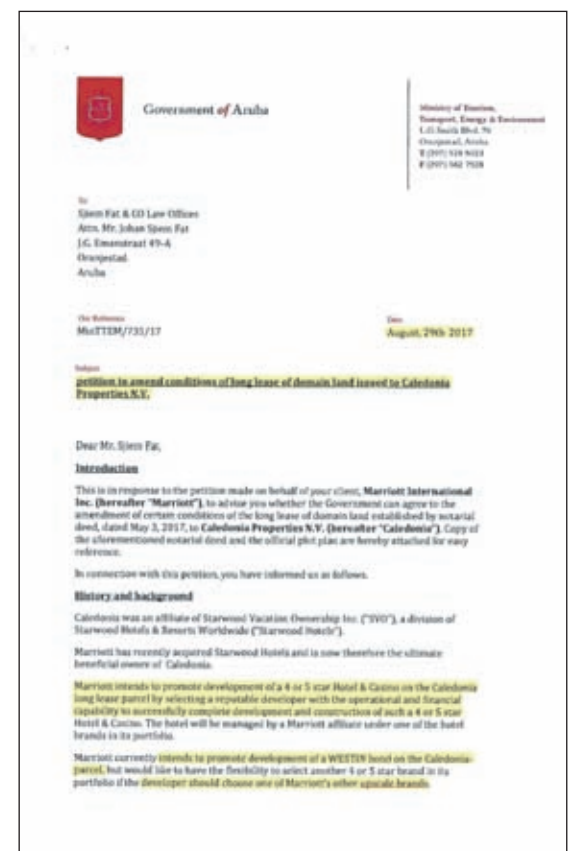 Government of Aruba
Ministry of Tourism,
Transport, Energy & Environment
L.G. Smith Blvd. 76
Oranjestad, Aruba
To
Sjiem Fat & CO Law Offices
Attn. Mr. Johan Sjiem Fat
J.G. Emanstraat 49-A
Oranjestad
Aruba
Our Reference
MinTTEM/731/17
Date
August, 29th 2017
Subject
petition to amend conditions of long lease of domain land issued to Caledonia
Properties N.V.
Dear Mr. Sjiem Fat,
Introduction
This is in response to the petition made on behalf of your client, Marriott International
Inc. (hereafter "Marriott"), to advise you whether the Government can agree to the
amendment of certain conditions of the long lease of domain land established by notarial
deed, dated May 3, 2017, to Caledonia Properties N.V. (hereafter "Caledonia"). Copy of
the aforementioned notarial deed and the official plot plan are hereby attached for easy
reference.
In connection with this petition, you have informed us as follows.
History and background
Caledonia was an affiliate of Starwood Vacation Ownership Inc. ("SVO"), a division of
Starwood Hotels & Resorts Worldwide ("Starwood Hotels").
Marriott has recently acquired Starwood Hotels and is now therefore the ultimate
beneficial owner of Caledonia.
Marriott intends to promote development of a 4 or 5 star Hotel & Casino on the Caledonia
long lease parcel by selecting a reputable developer with the operational and financial
capability to successfully complete development and construction of such a 4 or 5 star
Hotel & Casino. The hotel will be managed by a Marriott affiliate under one of the hotel
brands in its portfolio.
Marriott currently intends to promote development of a WESTIN hotel on the Caledonia
parcel, but would like to have the flexibility to select another 4 or 5 star brand in its
portfolio if the developer should choose one of Marriott's other upscale brands.